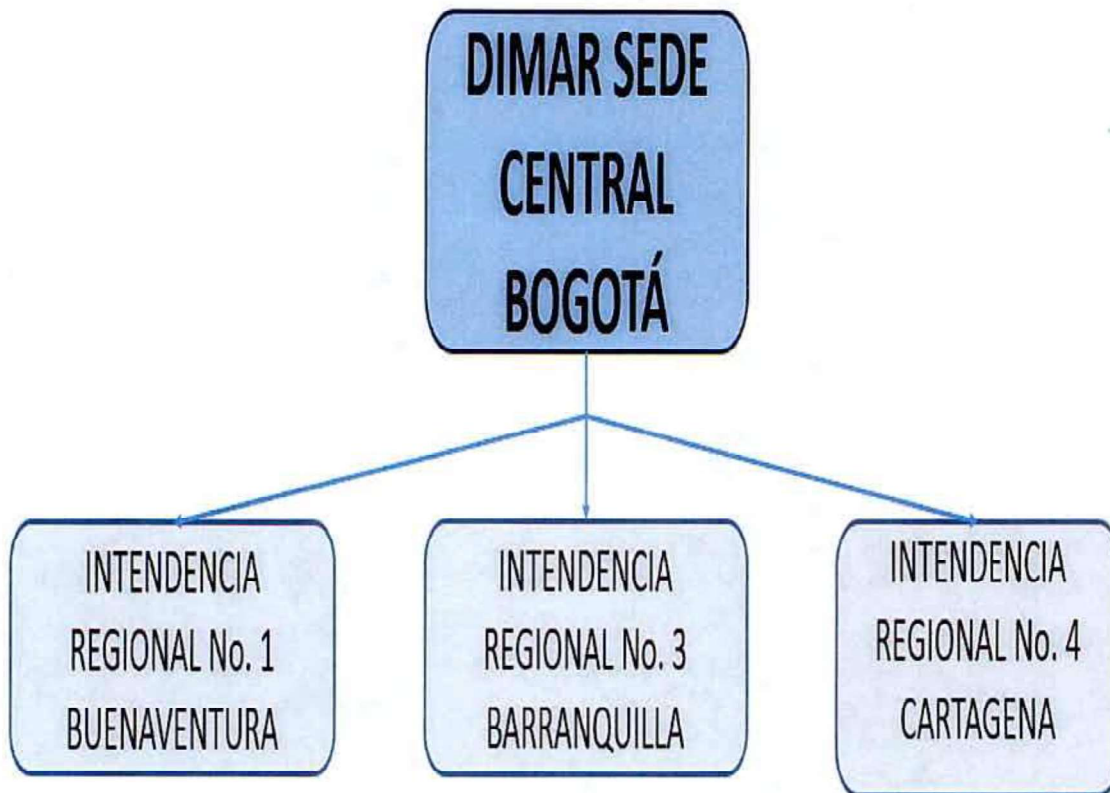 DIMAR SEDE
CENTRAL
BOGOTÁ
INTENDENCIA
REGIONAL No. 1
BUENAVENTURA
INTENDENCIA
REGIONAL No. 3
BARRANQUILLA
INTENDENCIA
REGIONAL No. 4
CARTAGENA